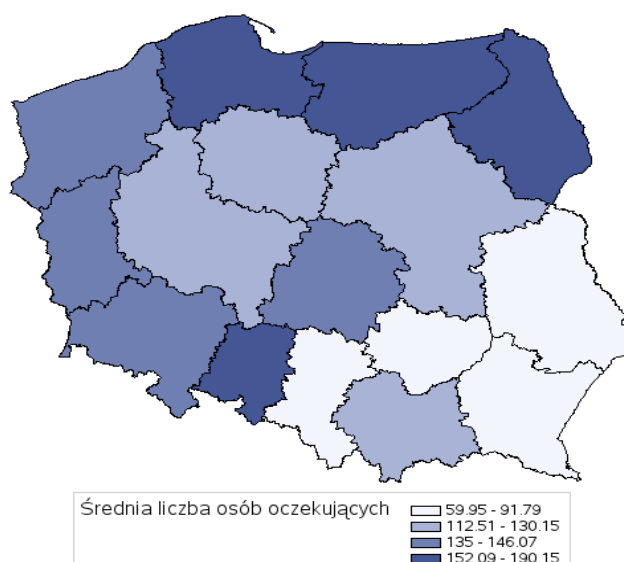 Średnia liczba osób oczekujących
59.95 - 91.79
112.51 - 130.15
135 - 146.07
152.09 - 190.15